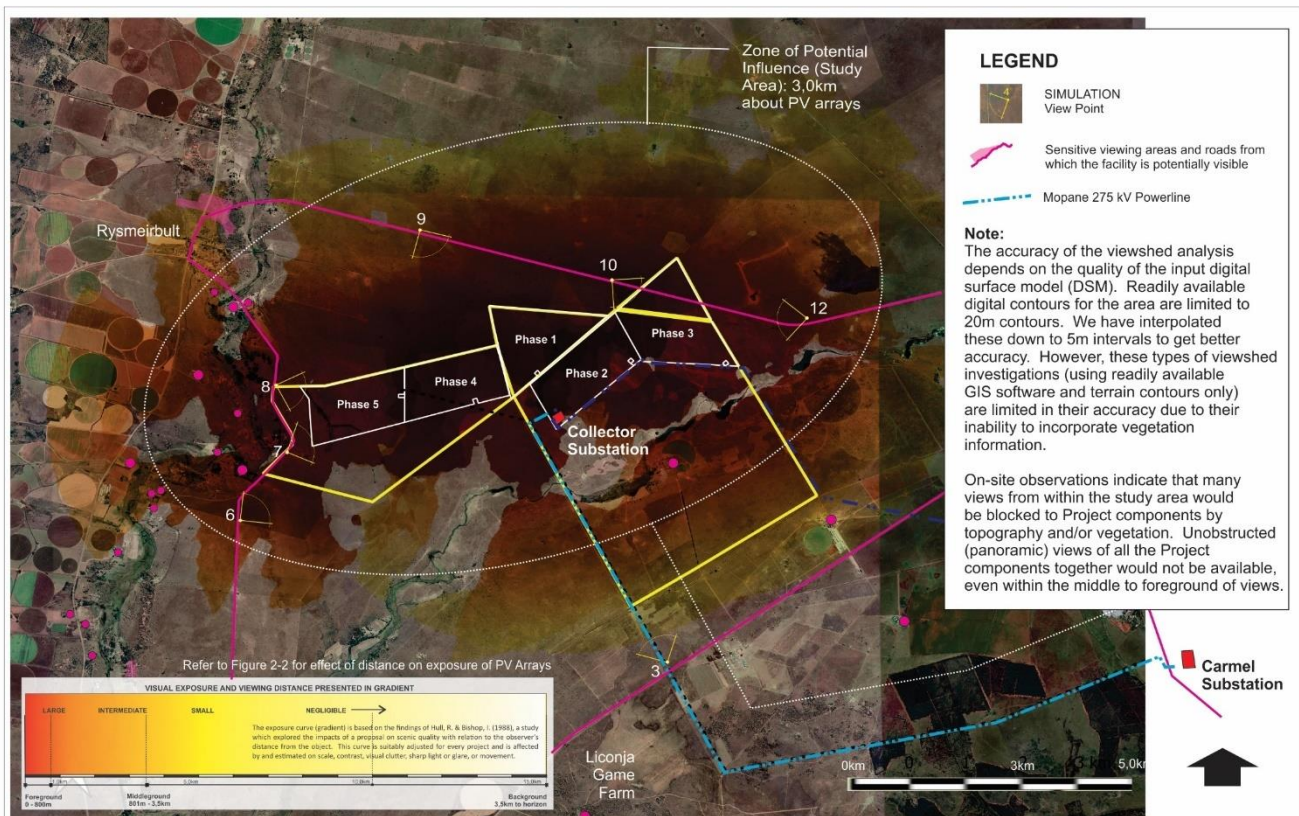 Zone of Potential
Influence (Study
Area): 3,0km
about PV arrays
Rysmeirbult
9
10
12
8
7
6
3
Phase 1
Phase 2
Phase 3
Phase 4
Phase 5
Collector
Substation
Liconja
Game
Farm
Carmel
Substation
0km
1km
3km
5,0km
LEGEND
4
SIMULATION
View Point
Sensitive viewing areas and roads from
which the facility is potentially visible
Mopane 275 kV Powerline
Note:
The accuracy of the viewshed analysis
depends on the quality of the input digital
surface model (DSM). Readily available
digital contours for the area are limited to
20m contours. We have interpolated
these down to 5m intervals to get better
accuracy. However, these types of viewshed
investigations (using readily available
GIS software and terrain contours only)
are limited in their accuracy due to their
inability to incorporate vegetation
information.
On-site observations indicate that many
views from within the study area would
be blocked to Project components by
topography and/or vegetation. Unobstructed
(panoramic) views of all the Project
components together would not be available,
even within the middle to foreground of views.
Refer to Figure 2-2 for effect of distance on exposure of PV Arrays
VISUAL EXPOSURE AND VIEWING DISTANCE PRESENTED IN GRADIENT
LARGE INTERMEDIATE SMALL NEGLIGIBLE
The exposure curve (gradient) is based on the findings of Hull, R. & Bishop, I. (1988), a study
which explored the impacts of a proposal on scenic quality with relation to the observer's
distance from the object. This curve is suitably adjusted for every project and is affected
by and estimated on scale, contrast, visual clutter, sharp light or glare, or movement.
1,0km 5,0km 10,0km 15,0km
Foreground
0 - 800m
Middleground
801m - 3,5km
Background
3,5km to horizon